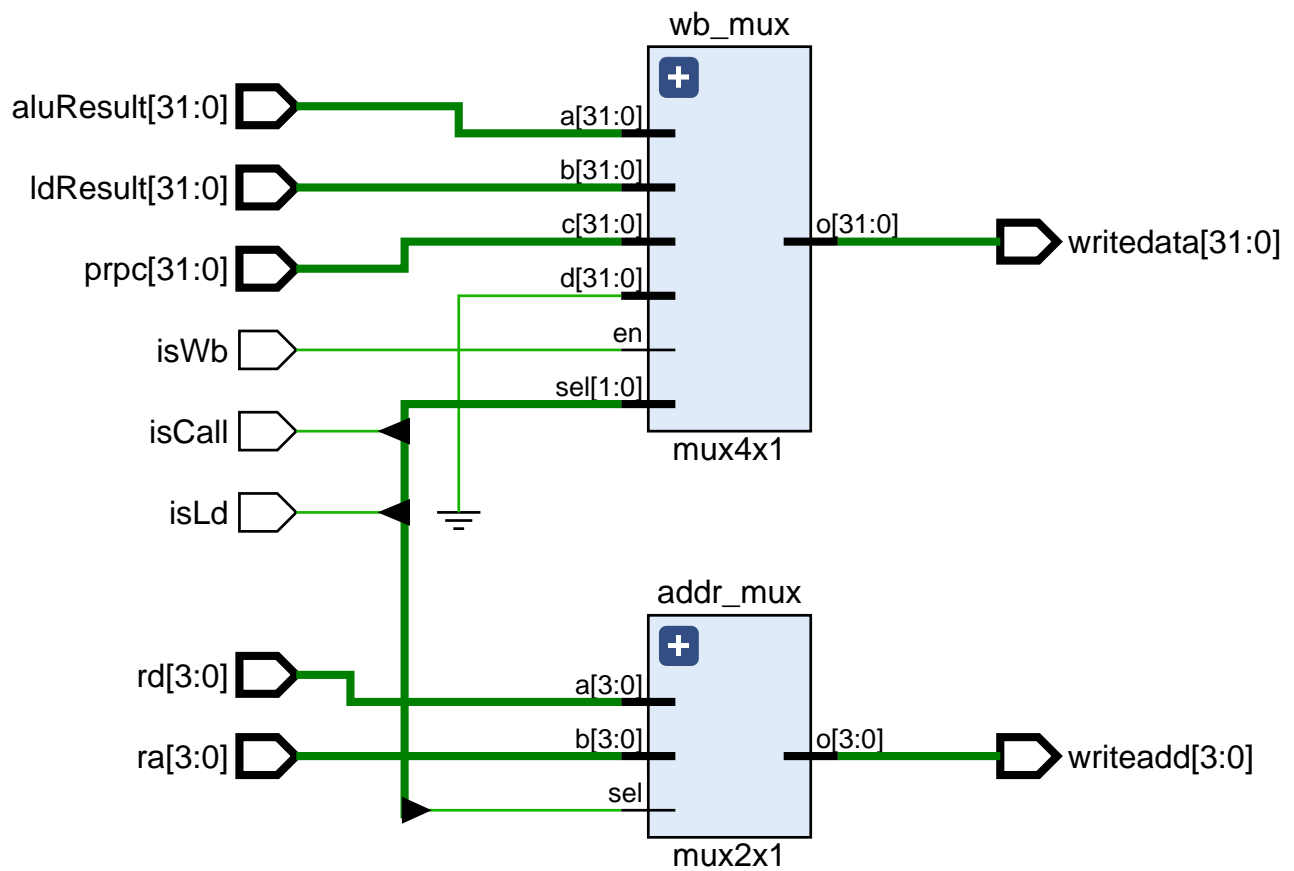 wb_mux
aluResult[31:0]
a[31:0]
ldResult[31:0]
b[31:0]
prpc[31:0]
c[31:0]
o[31:0]
writedata[31:0]
d[31:0]
isWb
en
isCall
sel[1:0]
mux4x1
isLd
addr_mux
rd[3:0]
a[3:0]
ra[3:0]
b[3:0]
o[3:0]
writeadd[3:0]
sel
mux2x1